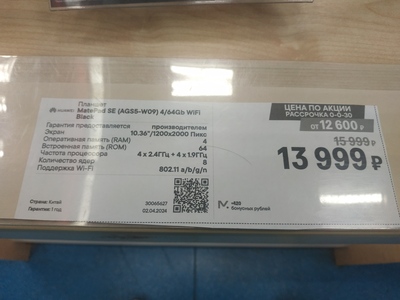 Планшет
HUAWEI MatePad SE (AGS5-W09) 4/64Gb WiFi
Black
Гарантия предоставляется производителем
Экран 10.36"/1200x2000 Пикс
Оперативная память (RAM) 4
Встроенная память (ROM) 64
Частота процессора 4 x 2.4ГГц + 4 x 1.9ГГц
Количество ядер 8
Поддержка Wi-Fi 802.11 a/b/g/n
Страна: Китай 30065627
Гарантия: 1 год 02.04.2024
ЦЕНА ПО АКЦИИ
РАССРОЧКА 0-0-30
от 12 600 ₽
15 999 ₽
13 999 ₽
бонусных рублей